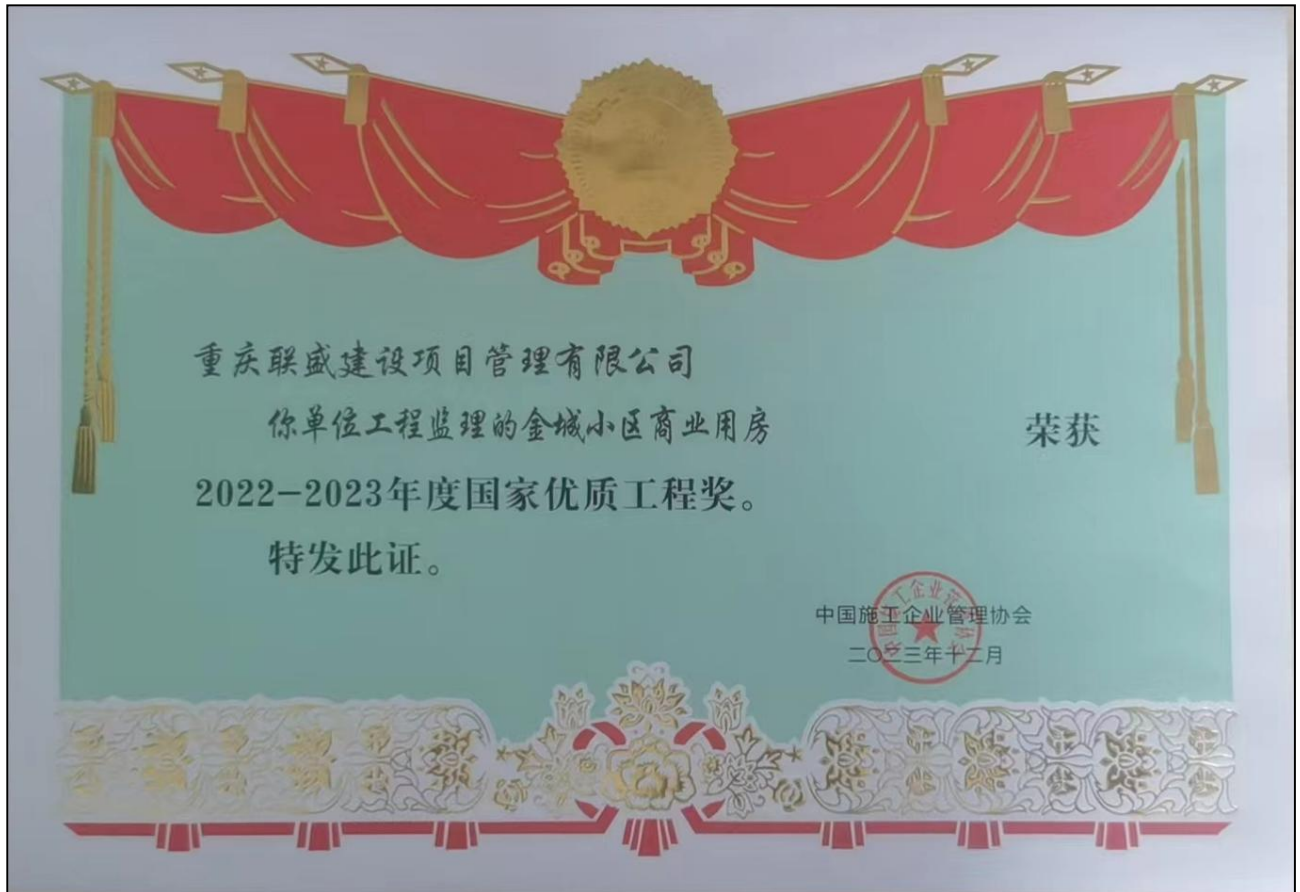 重庆联盛建设项目管理有限公司
你单位工程监理的金城小区商业用房 荣获
2022-2023年度国家优质工程奖。
特发此证。
中国施工企业管理协会
二〇二三年十二月